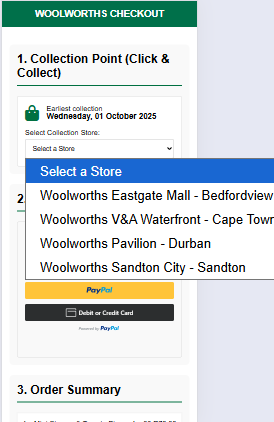 WOOLWORTHS CHECKOUT
1. Collection Point (Click &
Collect)
Earliest collection
Wednesday, 01 October 2025
Select Collection Store:
Select a Store
Select a Store
2.
Woolworths Eastgate Mall - Bedfordview
Woolworths V&A Waterfront - Cape Town
Woolworths Pavilion - Durban
Woolworths Sandton City - Sandton
PayPal
Debit or Credit Card
Powered by PayPal
3. Order Summary